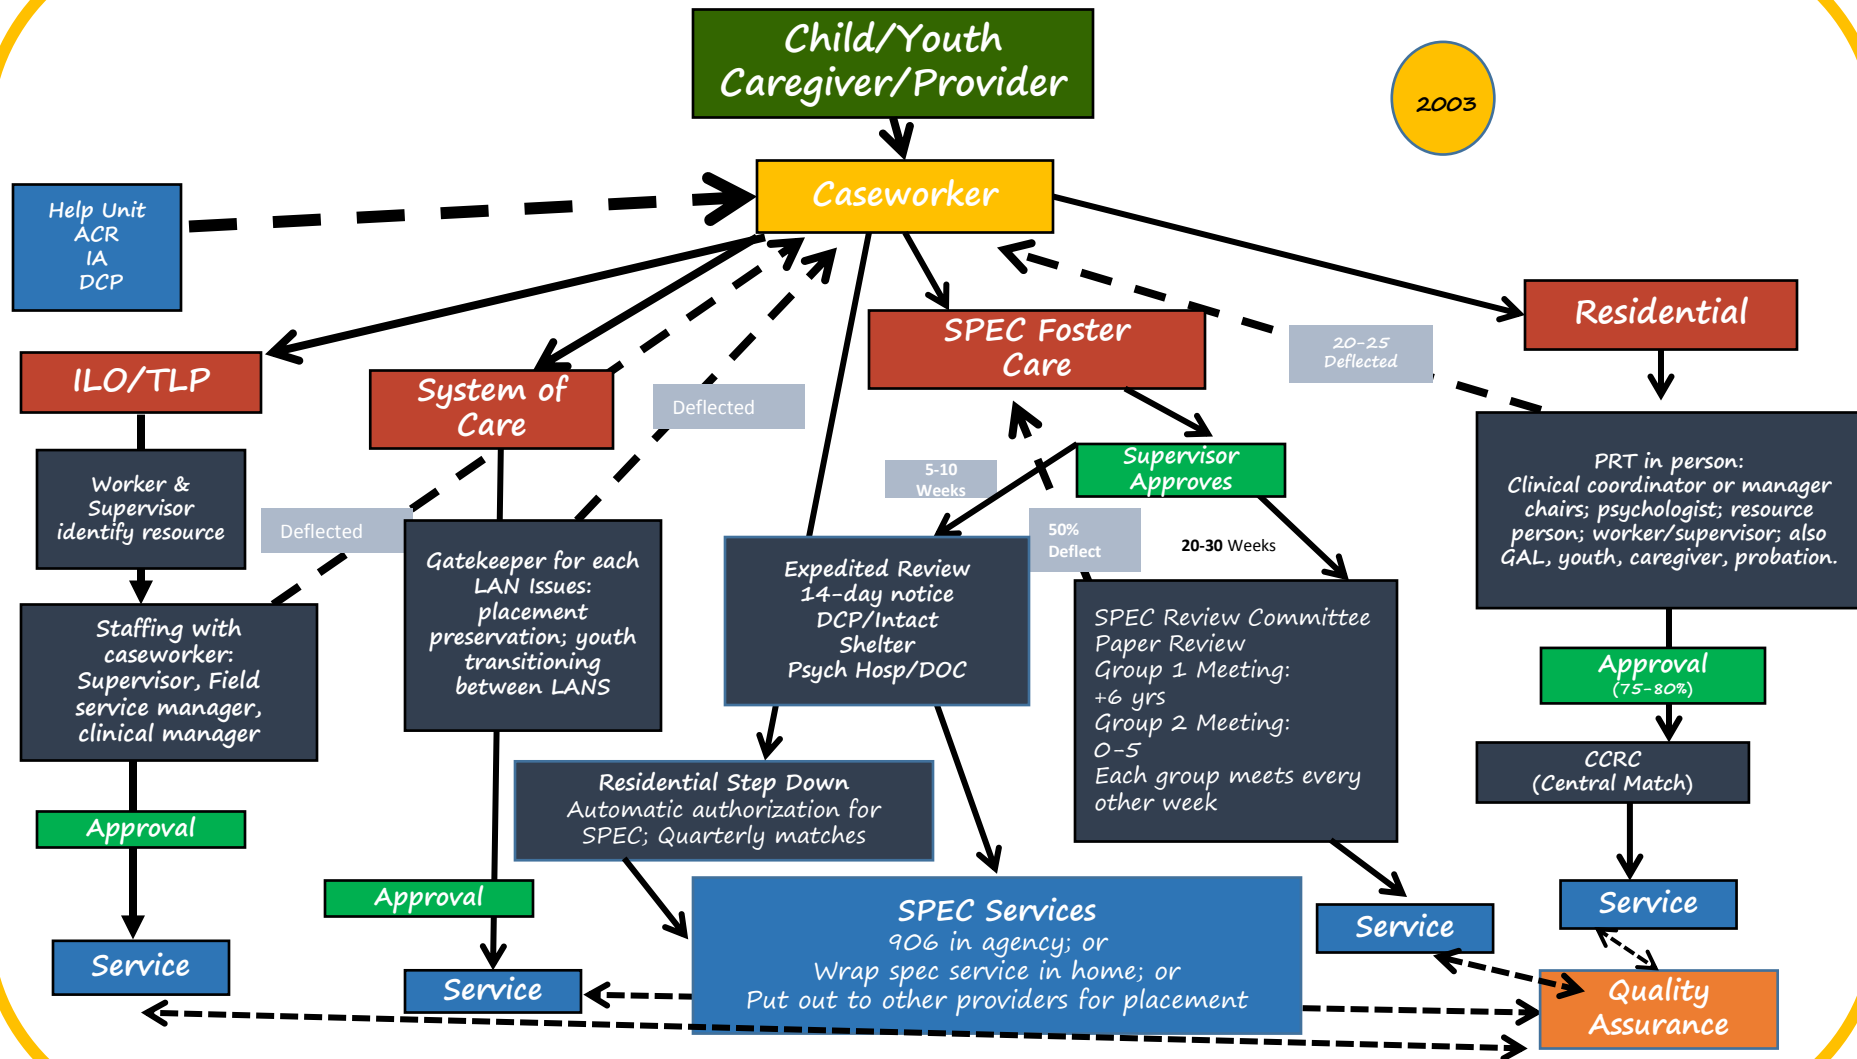 Child/Youth
Caregiver/Provider
2003
Caseworker
Help Unit
ACR
IA
DCP
ILO/TLP
Worker &
Supervisor
identify resource
Deflected
Staffing with
caseworker:
Supervisor, Field
service manager,
clinical manager
Approval
Service
System of
Care
Deflected
Gatekeeper for each
LAN Issues:
placement
preservation; youth
transitioning
between LANS
Approval
Service
SPEC Foster
Care
Supervisor
Approves
5-10
Weeks
50%
Deflect
20-30 Weeks
Expedited Review
14-day notice
DCP/Intact
Shelter
Psych Hosp/DOC
Residential Step Down
Automatic authorization for
SPEC; Quarterly matches
SPEC Services
906 in agency; or
Wrap spec service in home; or
Put out to other providers for placement
SPEC Review Committee
Paper Review
Group 1 Meeting:
+6 yrs
Group 2 Meeting:
0-5
Each group meets every
other week
Service
20-25
Deflected
Residential
PRT in person:
Clinical coordinator or manager
chairs; psychologist; resource
person; worker/supervisor; also
GAL, youth, caregiver, probation.
Approval
(75-80%)
CCRC
(Central Match)
Service
Quality
Assurance